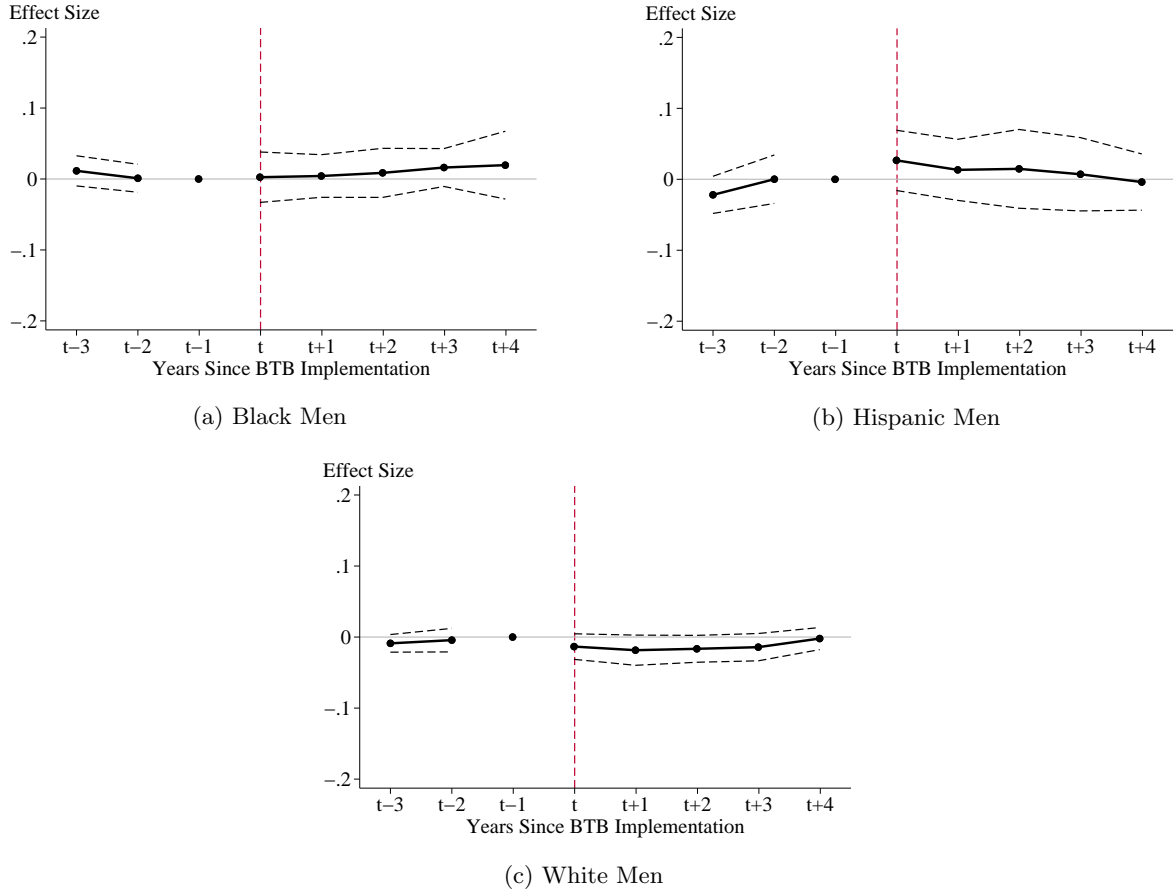 Effect Size
.2
.1
0
−.1
−.2
t−3 t−2 t−1 t t+1 t+2 t+3 t+4
Years Since BTB Implementation
(a) Black Men
Effect Size
.2
.1
0
−.1
−.2
t−3 t−2 t−1 t t+1 t+2 t+3 t+4
Years Since BTB Implementation
(b) Hispanic Men
Effect Size
.2
.1
0
−.1
−.2
t−3 t−2 t−1 t t+1 t+2 t+3 t+4
Years Since BTB Implementation
(c) White Men